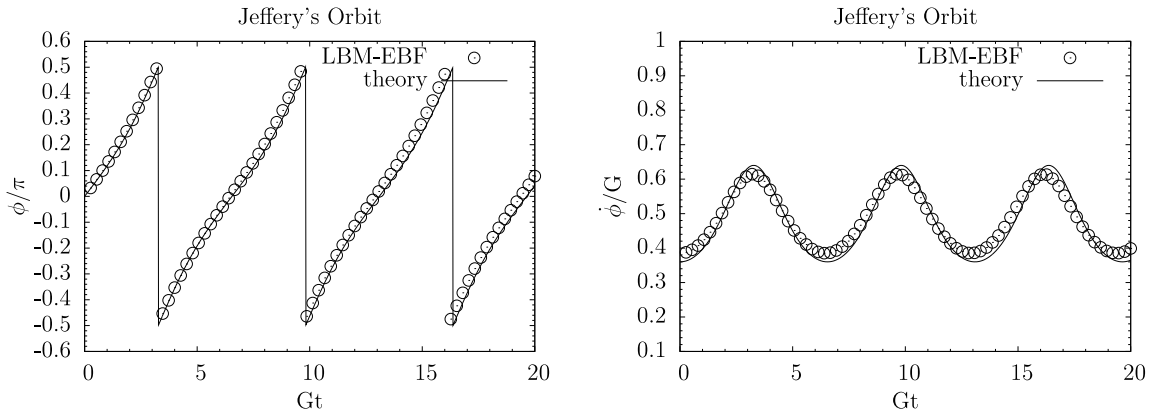 Jeffery's Orbit
0.6
0.5
0.4
0.3
0.2
0.1
0
-0.1
-0.2
-0.3
-0.4
-0.5
-0.6
ϕ/π
LBM-EBF
theory
0 5 10 15 20
Gt
Jeffery's Orbit
1
0.9
0.8
0.7
0.6
0.5
0.4
0.3
0.2
0.1
ϕ̇/G
LBM-EBF
theory
0 5 10 15 20
Gt